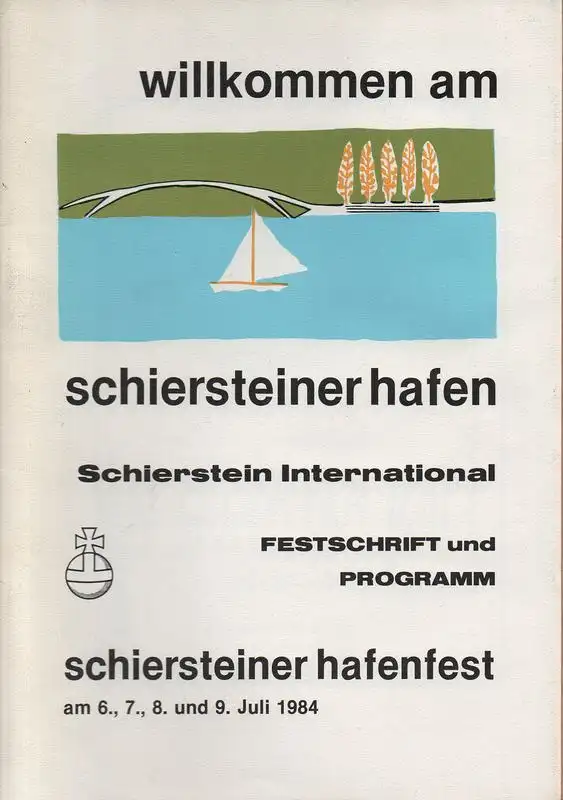 willkommen am
schiersteiner hafen
Schierstein International
FESTSCHRIFT und
PROGRAMM
schiersteiner hafenfest
am 6., 7., 8. und 9. Juli 1984